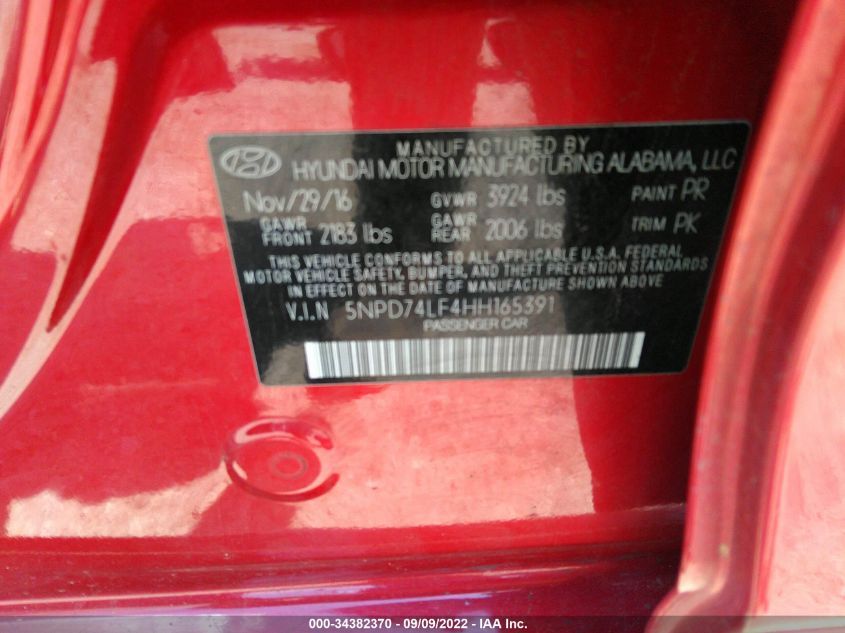 MANUFACTURED BY
HYUNDAI MOTOR MANUFACTURING ALABAMA, LLC
Nov/29/16 GVWR 3924 lbs PAINT PR
GAWR FRONT 2183 lbs GAWR REAR 2006 lbs TRIM PK
THIS VEHICLE CONFORMS TO ALL APPLICABLE U.S.A. FEDERAL
MOTOR VEHICLE SAFETY, BUMPER, AND THEFT PREVENTION STANDARDS
IN EFFECT ON THE DATE OF MANUFACTURE SHOWN ABOVE
V.I.N 5NPD74LF4HH165391
PASSENGER CAR
000-34382370 - 09/09/2022 - IAA Inc.